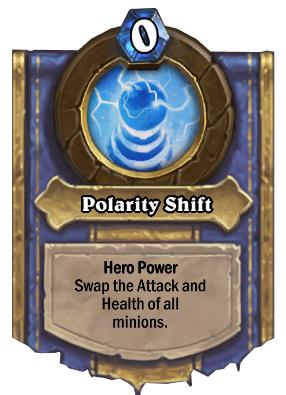 0
Polarity Shift
Hero Power
Swap the Attack and
Health of all
minions.